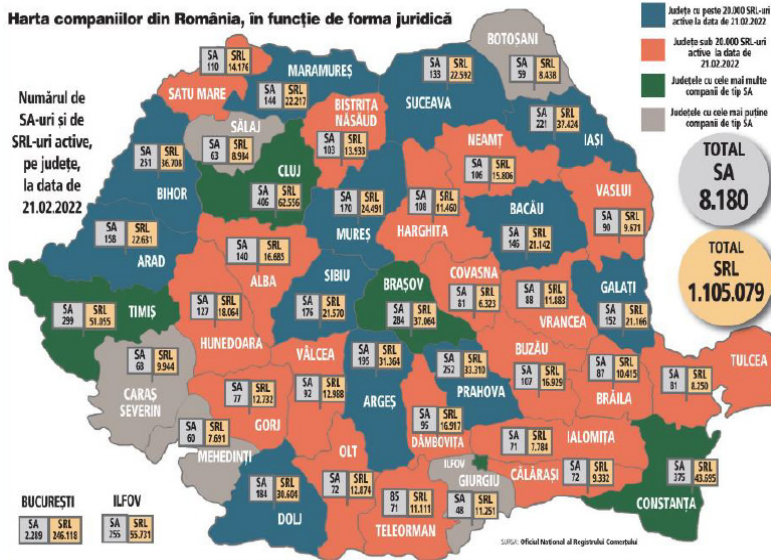 Harta companiilor din România, în funcție de forma juridică
Numărul de
SA-uri și de
SRL-uri active,
pe județe,
la data de
21.02.2022
Județe cu peste 20.000 SRL-uri
active la data de 21.02.2022
Județe sub 20.000 SRL-uri
active la data de
21.02.2022
Județele cu cele mai multe
companii de tip SA
Județele cu cele mai puține
companii de tip SA
TOTAL
SA
8.180
TOTAL
SRL
1.105.079
BOTOȘANI
SA SRL
59 8.438
SA SRL
110 14.176
SATU MARE
MARAMUREȘ
SA SRL
144 22.217
SA SRL
133 22.592
SUCEAVA
SA SRL
221 37.424
IAȘI
BISTRIȚA
NĂSĂUD
SA SRL
103 13.933
SĂLAJ
SA SRL
63 8.984
SA SRL
251 36.708
BIHOR
CLUJ
SA SRL
406 62.556
NEAMȚ
SA SRL
106 15.806
VASLUI
SA SRL
90 9.671
SA SRL
170 24.491
MUREȘ
SA SRL
108 11.460
HARGHITA
BACĂU
SA SRL
146 21.142
SA SRL
158 22.631
ARAD
SA SRL
140 16.685
ALBA
SIBIU
SA SRL
176 21.570
BRAȘOV
SA SRL
284 37.064
COVASNA
SA SRL
81 6.323
SA SRL
88 11.883
VRANCEA
GALAȚI
SA SRL
152 21.166
TIMIȘ
SA SRL
299 51.055
SA SRL
127 18.064
HUNEDOARA
SA SRL
68 9.944
CARAȘ
SEVERIN
VÂLCEA
SA SRL
92 12.988
SA SRL
195 31.364
ARGEȘ
SA SRL
252 33.310
PRAHOVA
BUZĂU
SA SRL
107 16.929
SA SRL
87 10.415
BRĂILA
TULCEA
SA SRL
81 8.250
SA SRL
77 12.732
GORJ
SA SRL
60 7.691
MEHEDINȚI
SA SRL
95 16.917
DÂMBOVIȚA
SA SRL
71 7.784
IALOMIȚA
OLT
SA SRL
72 12.874
SA SRL
184 30.608
DOLJ
BS SRL
71 11.111
TELEORMAN
ILFOV
GIURGIU
SA SRL
48 11.251
CĂLĂRAȘI
SA SRL
72 9.332
SA SRL
375 43.695
CONSTANȚA
BUCUREȘTI
SA SRL
2.289 246.118
ILFOV
SA SRL
255 55.731
SURSA: Oficiul Național al Registrului Comerțului